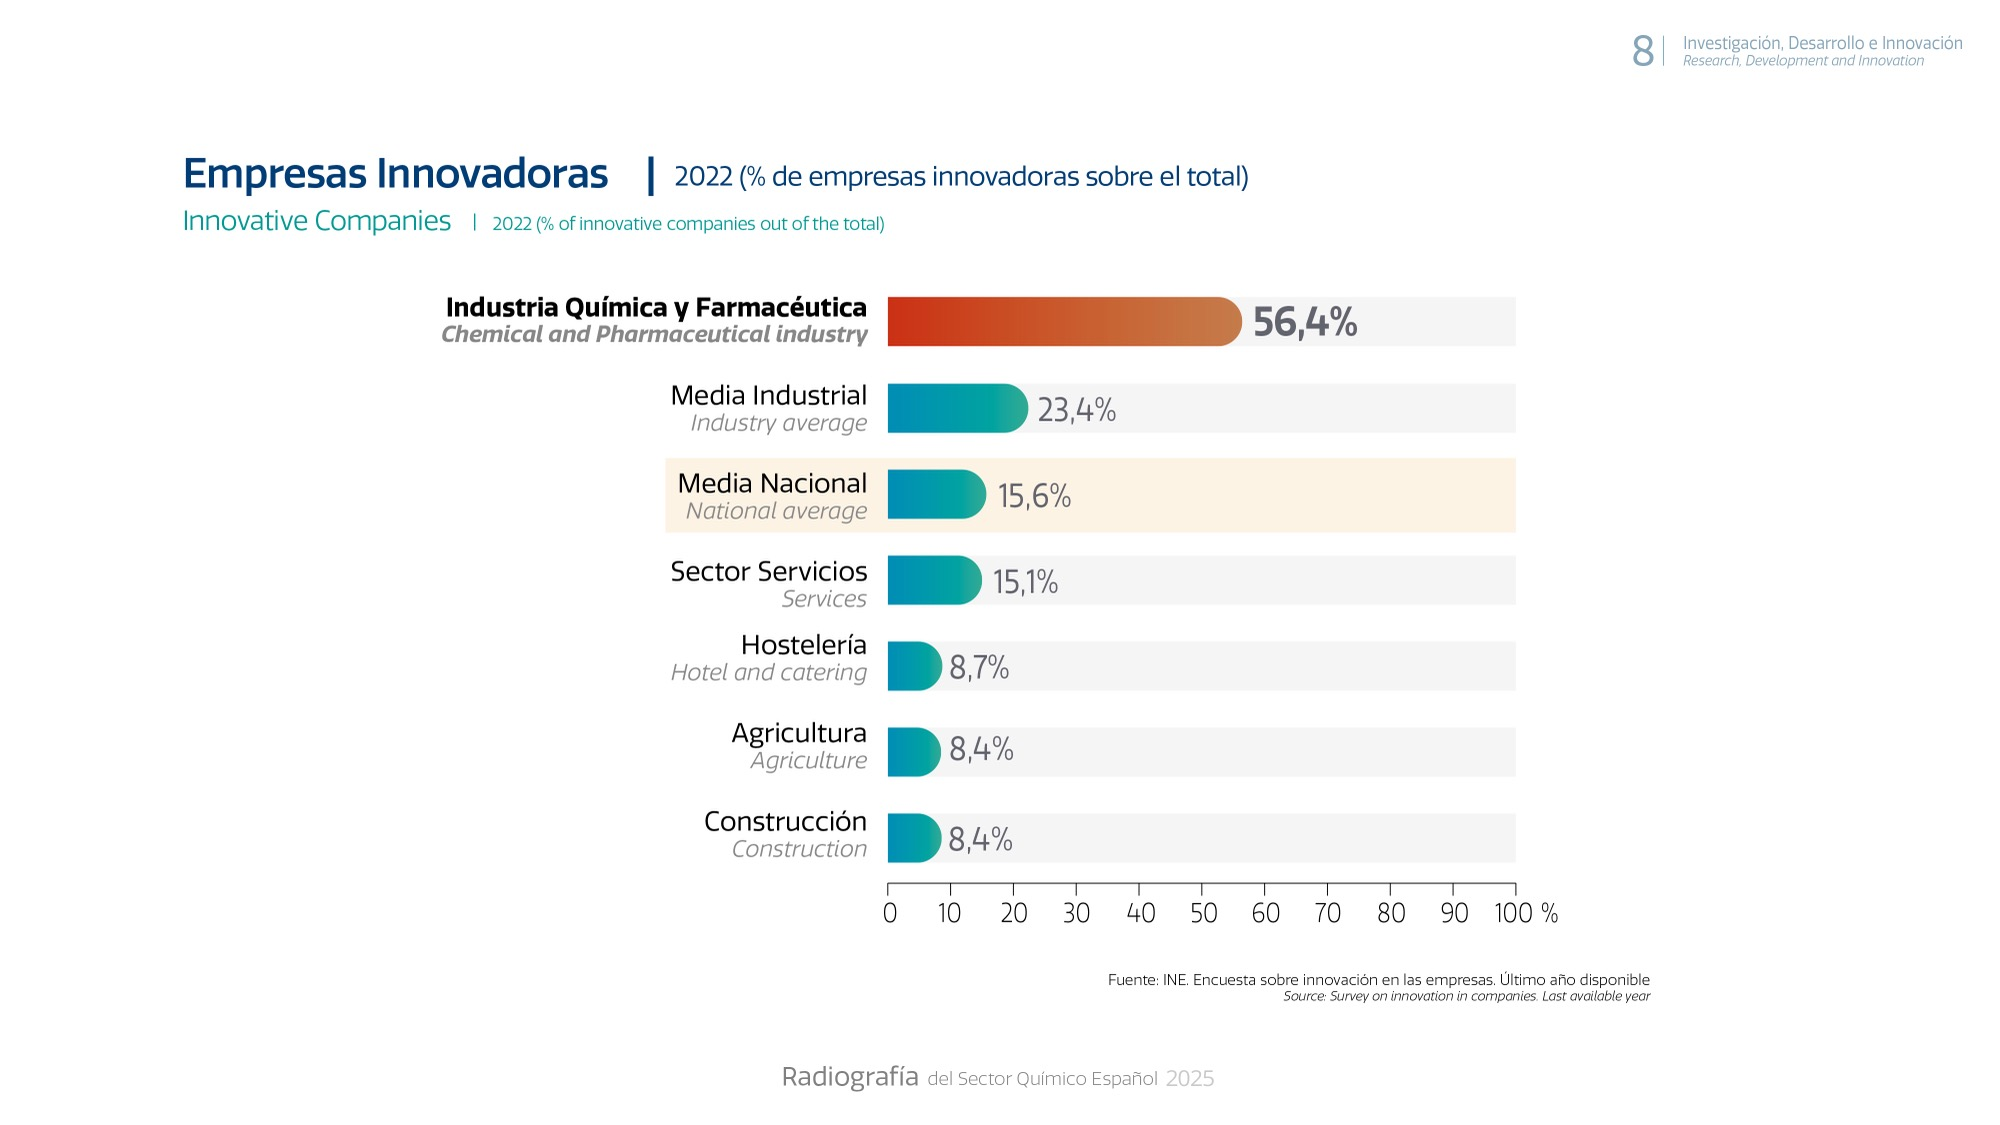 8 | Investigación, Desarrollo e Innovación
Research, Development and Innovation
Empresas Innovadoras | 2022 (% de empresas innovadoras sobre el total)
Innovative Companies | 2022 (% of innovative companies out of the total)
Industria Química y Farmacéutica
Chemical and Pharmaceutical industry
56,4%
Media Industrial
Industry average
23,4%
Media Nacional
National average
15,6%
Sector Servicios
Services
15,1%
Hostelería
Hotel and catering
8,7%
Agricultura
Agriculture
8,4%
Construcción
Construction
8,4%
0 10 20 30 40 50 60 70 80 90 100 %
Fuente: INE. Encuesta sobre innovación en las empresas. Último año disponible
Source: Survey on innovation in companies. Last available year
Radiografía del Sector Químico Español 2025